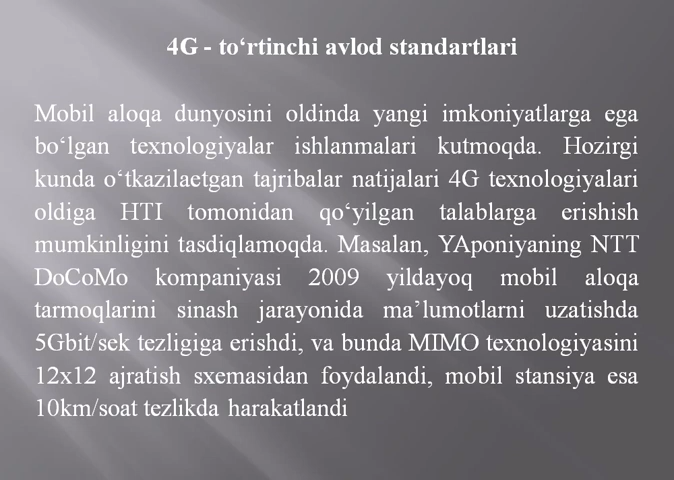 4G - to‘rtinchi avlod standartlari
Mobil aloqa dunyosini oldinda yangi imkoniyatlarga ega
bo‘lgan texnologiyalar ishlanmalari kutmoqda. Hozirgi
kunda o‘tkazilaetgan tajribalar natijalari 4G texnologiyalari
oldiga HTI tomonidan qo‘yilgan talablarga erishish
mumkinligini tasdiqlamoqda. Masalan, YAponiyaning NTT
DoCoMo kompaniyasi 2009 yildayoq mobil aloqa
tarmoqlarini sinash jarayonida ma’lumotlarni uzatishda
5Gbit/sek tezligiga erishdi, va bunda MIMO texnologiyasini
12x12 ajratish sxemasidan foydalandi, mobil stansiya esa
10km/soat tezlikda harakatlandi